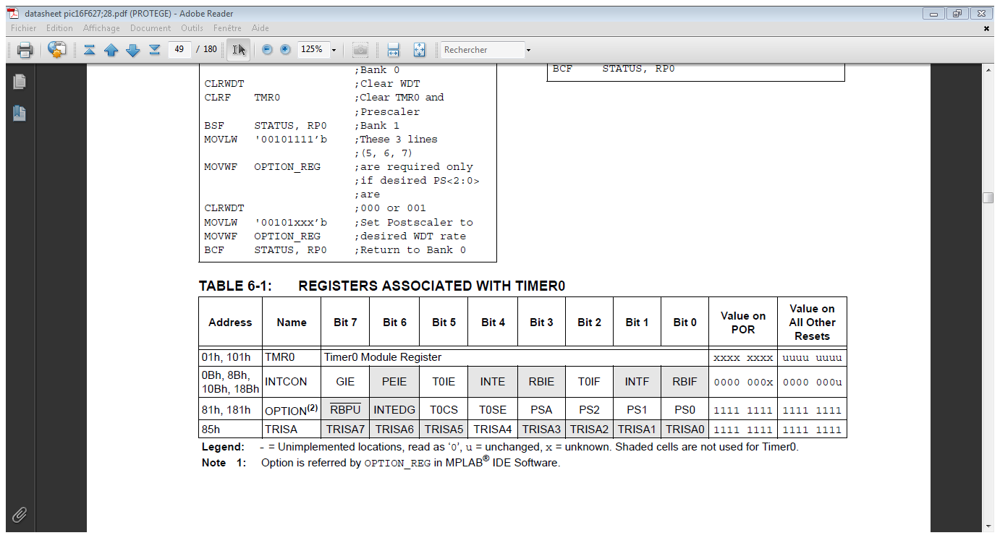 datasheet pic16F627;28.pdf (PROTEGE) - Adobe Reader
Fichier Edition Affichage Document Outils Fenêtre Aide
49 / 180 125% Rechercher
;Bank 0
CLRWDT ;Clear WDT
CLRF TMR0 ;Clear TMR0 and
;Prescaler
BSF STATUS, RP0 ;Bank 1
MOVLW '00101111’b ;These 3 lines
;(5, 6, 7)
MOVWF OPTION_REG ;are required only
;if desired PS<2:0>
;are
CLRWDT ;000 or 001
MOVLW '00101xxx’b ;Set Postscaler to
MOVWF OPTION_REG ;desired WDT rate
BCF STATUS, RP0 ;Return to Bank 0
BCF STATUS, RP0
TABLE 6-1: REGISTERS ASSOCIATED WITH TIMER0
Address Name Bit 7 Bit 6 Bit 5 Bit 4 Bit 3 Bit 2 Bit 1 Bit 0 Value on POR Value on All Other Resets
01h, 101h TMR0 Timer0 Module Register xxxx xxxx uuuu uuuu
0Bh, 8Bh, 10Bh, 18Bh INTCON GIE PEIE T0IE INTE RBIE T0IF INTF RBIF 0000 000x 0000 000u
81h, 181h OPTION(2) RBPU INTEDG T0CS T0SE PSA PS2 PS1 PS0 1111 1111 1111 1111
85h TRISA TRISA7 TRISA6 TRISA5 TRISA4 TRISA3 TRISA2 TRISA1 TRISA0 1111 1111 1111 1111
Legend: - = Unimplemented locations, read as ‘0’, u = unchanged, x = unknown. Shaded cells are not used for Timer0.
Note 1: Option is referred by OPTION_REG in MPLAB® IDE Software.